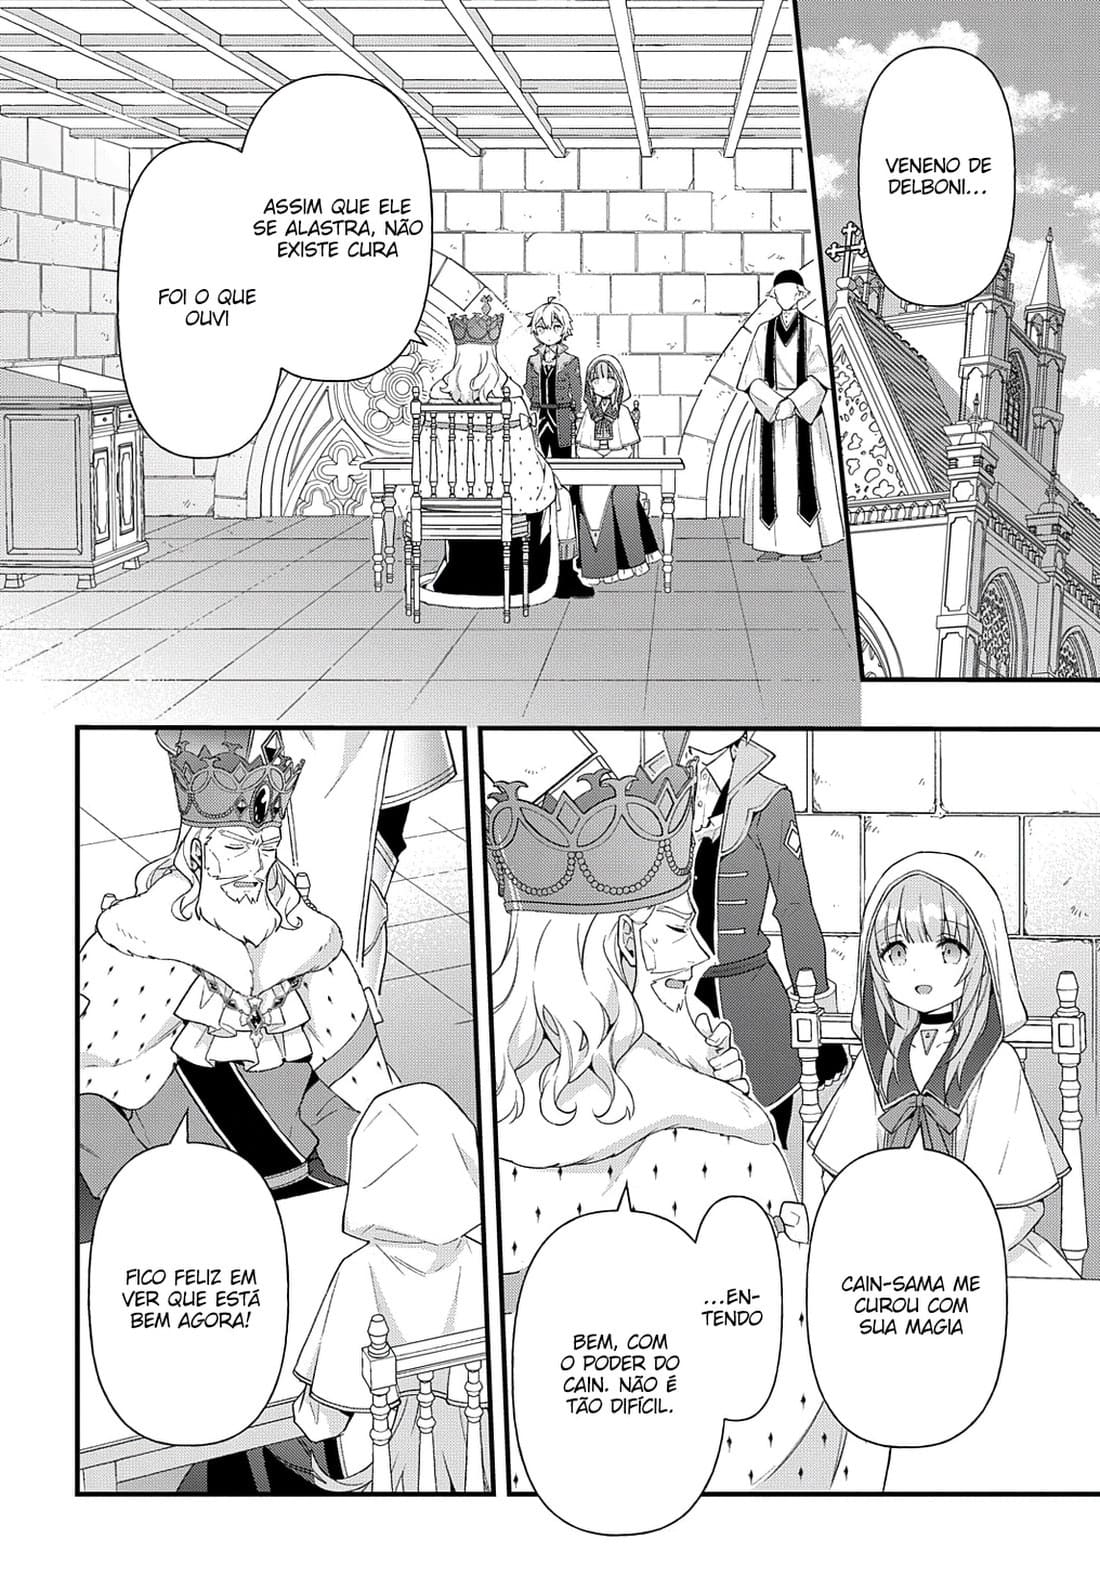 VENENO DE
DELBONI...
ASSIM QUE ELE
SE ALASTRA, NÃO
EXISTE CURA
FOI O QUE
OUVI
CAIN-SAMA ME
CUROU COM
SUA MAGIA
...EN-
TENDO
BEM, COM
O PODER DO
CAIN. NÃO É
TÃO DIFÍCIL.
FICO FELIZ EM
VER QUE ESTÁ
BEM AGORA!